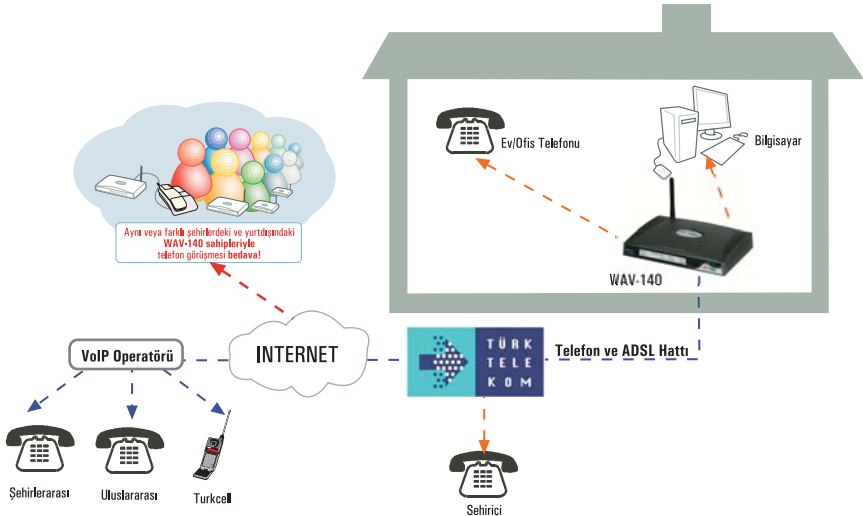 Ev/Ofis Telefonu
Bilgisayar
WAV-140
Aynı veya farklı şehirlerdeki ve yurtdışındaki
WAV-140 sahipleriyle
telefon görüşmesi bedava!
VoIP Operatörü
INTERNET
TÜRK
TELE
KOM
Telefon ve ADSL Hattı
Şehirlerarası
Uluslararası
Turkcell
Şehiriçi